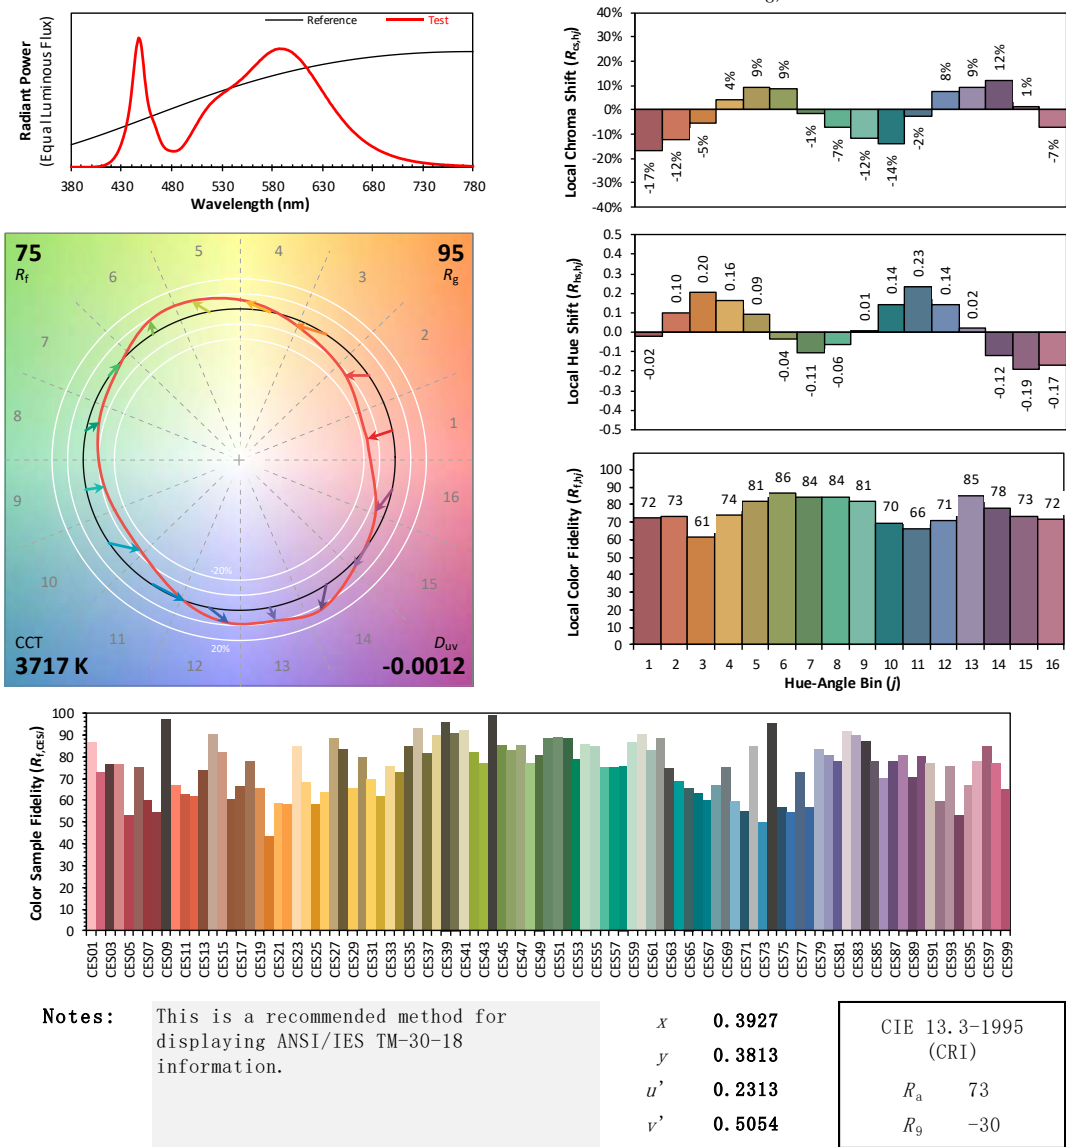 Reference
Test
Radiant Power
(Equal Luminous Flux)
380 430 480 530 580 630 680 730 780
Wavelength (nm)
Local Chroma Shift (Rcs,hj)
40%
30%
20%
10%
0%
-10%
-20%
-30%
-40%
-17% -12% -5% 4% 9% 9% -1% -7% -12% -14% -2% 8% 9% 12% 1% -7%
75
Rf
95
Rg
1
2
3
4
5
6
7
8
9
10
11
12
13
14
15
16
-20%
20%
CCT
3717 K
Duv
-0.0012
Local Hue Shift (Rhs,hj)
0.5
0.4
0.3
0.2
0.1
0.0
-0.1
-0.2
-0.3
-0.4
-0.5
-0.02 0.10 0.20 0.16 0.09 -0.04 -0.11 -0.06 0.01 0.14 0.23 0.14 0.02 -0.12 -0.19 -0.17
Local Color Fidelity (Rf,hj)
100
90
80
70
60
50
40
30
20
10
0
72 73 61 74 81 86 84 84 81 70 66 71 85 78 73 72
1 2 3 4 5 6 7 8 9 10 11 12 13 14 15 16
Hue-Angle Bin (j)
Color Sample Fidelity (Rf,CESi)
100
90
80
70
60
50
40
30
20
10
0
CES01 CES03 CES05 CES07 CES09 CES11 CES13 CES15 CES17 CES19 CES21 CES23 CES25 CES27 CES29 CES31 CES33 CES35 CES37 CES39 CES41 CES43 CES45 CES47 CES49 CES51 CES53 CES55 CES57 CES59 CES61 CES63 CES65 CES67 CES69 CES71 CES73 CES75 CES77 CES79 CES81 CES83 CES85 CES87 CES89 CES91 CES93 CES95 CES97 CES99
Notes:
This is a recommended method for
displaying ANSI/IES TM-30-18
information.
x 0.3927
y 0.3813
u' 0.2313
v' 0.5054
CIE 13.3-1995
(CRI)
Ra 73
R9 -30